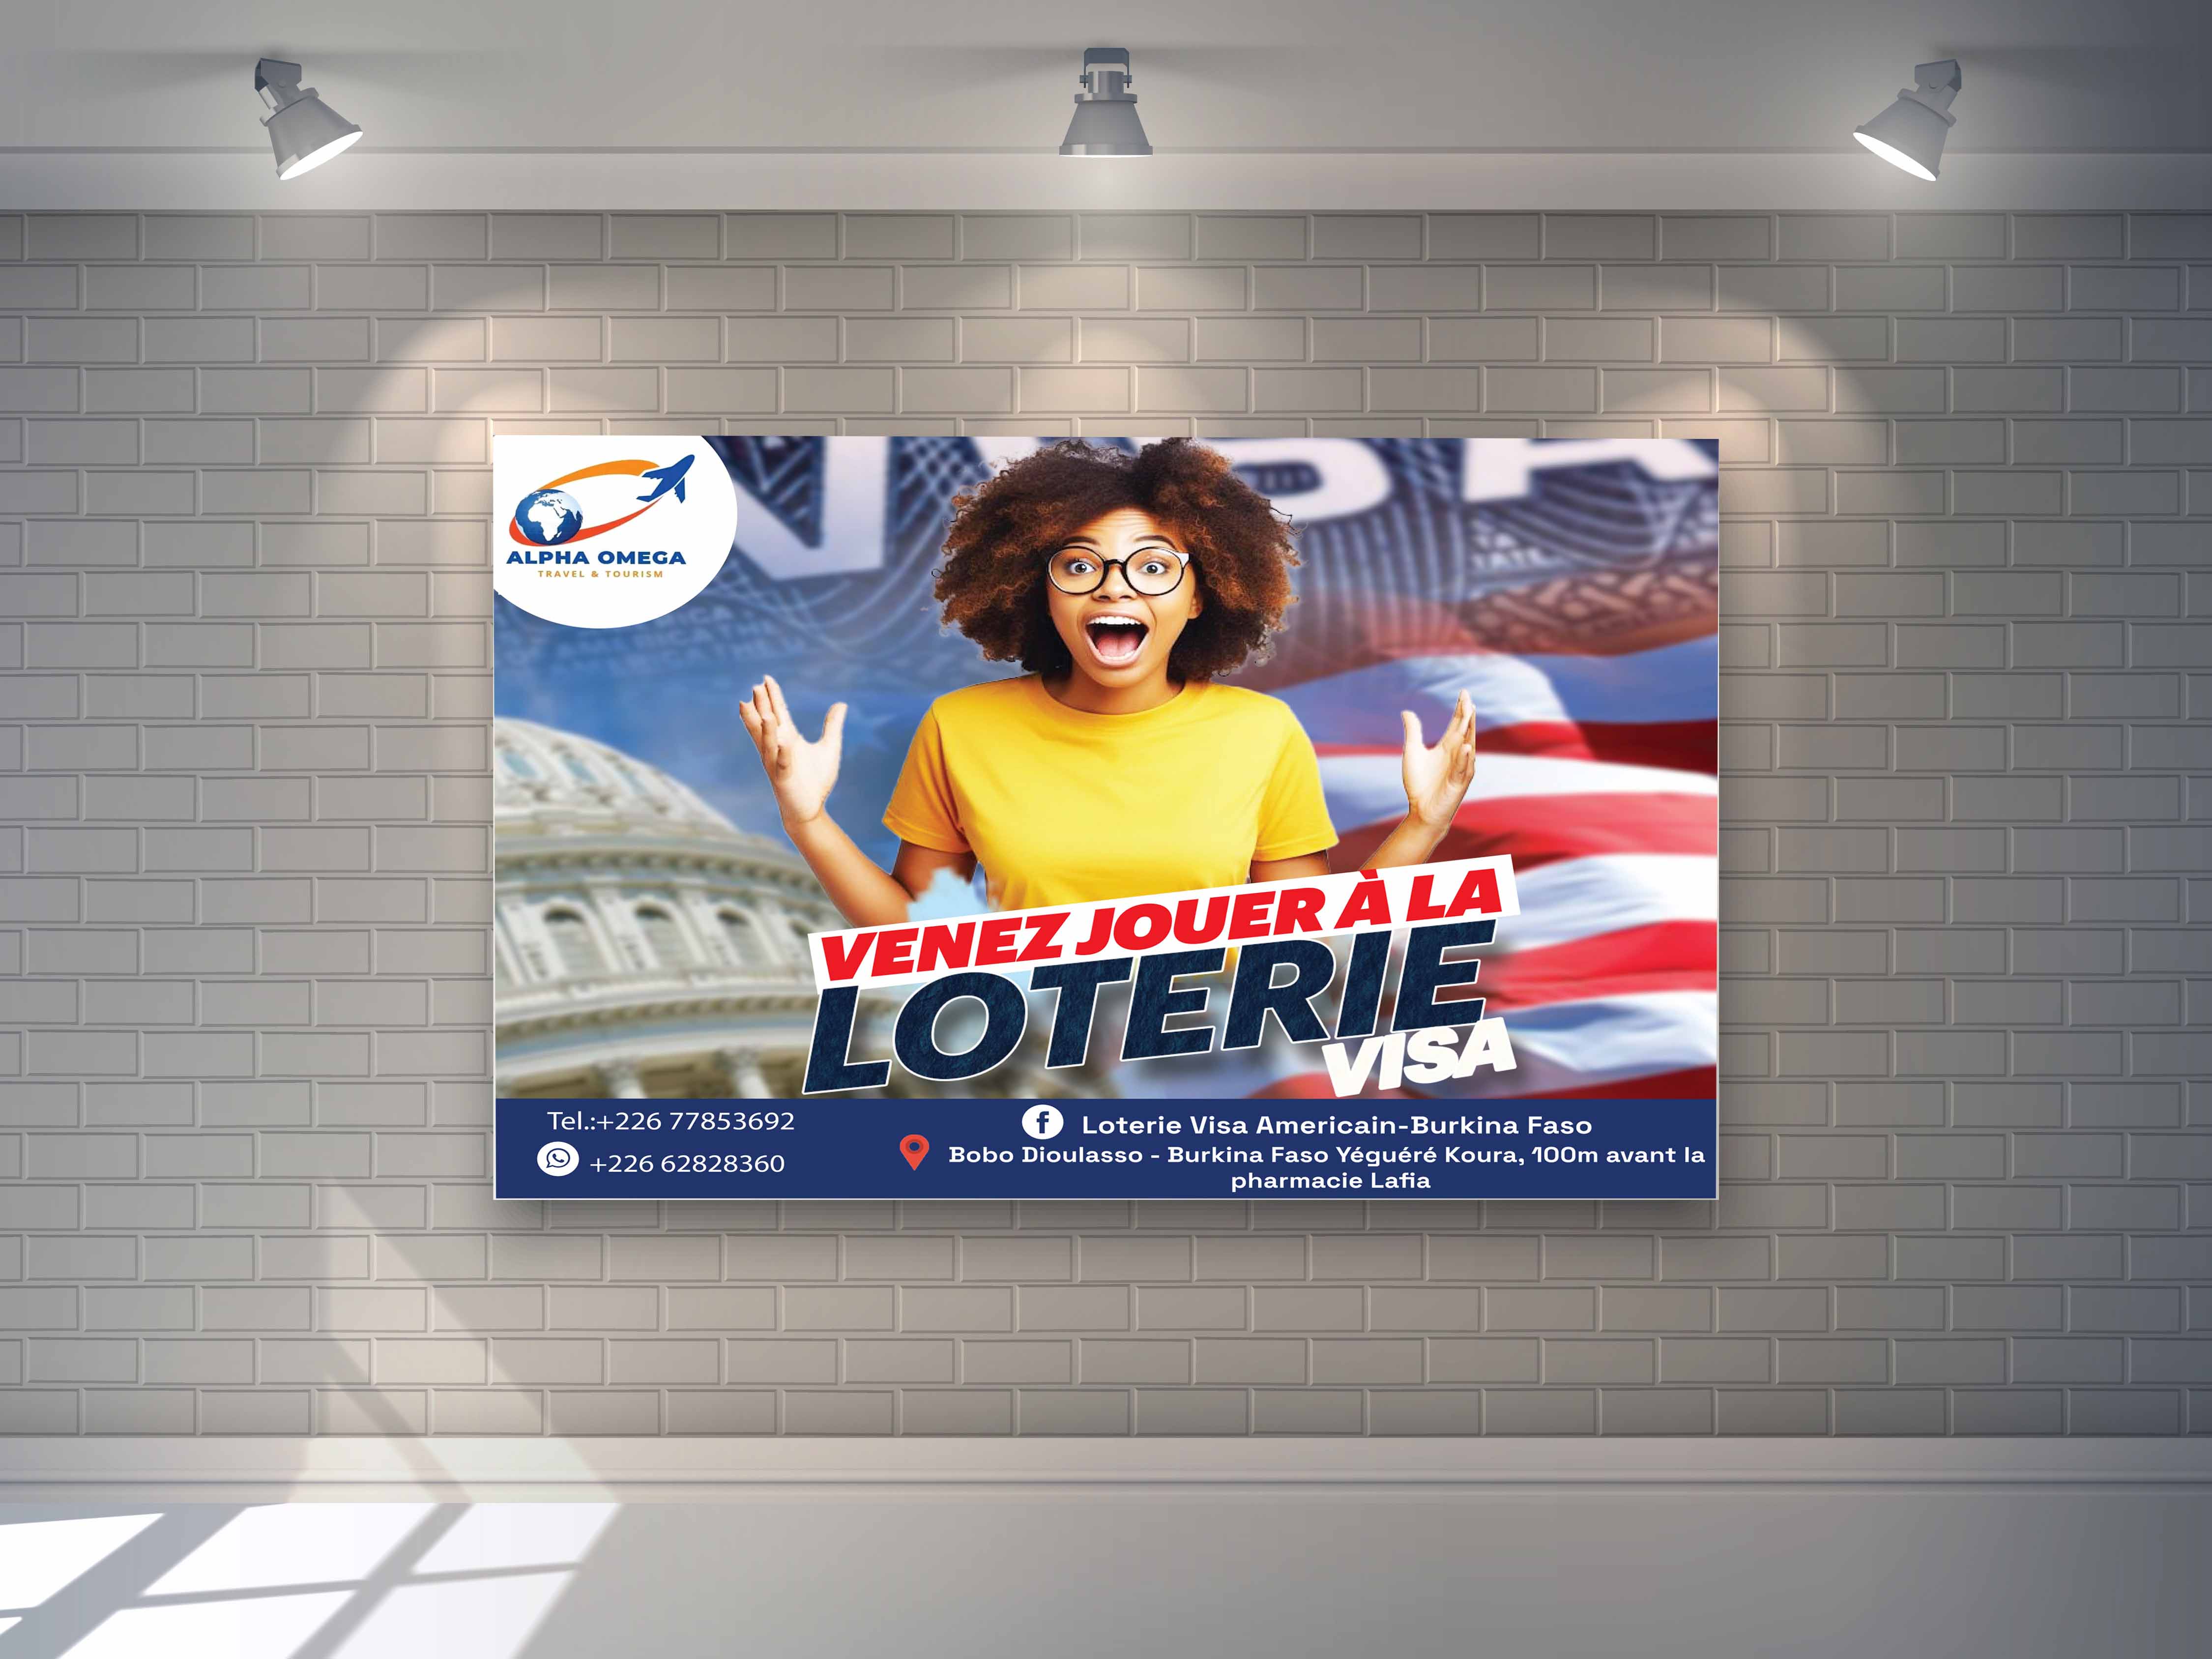 VISA
ALPHA OMEGA
TRAVEL & TOURISM
VENEZ JOUER À LA
LOTERIE
VISA
Tel.:+226 77853692
+226 62828360
Loterie Visa Americain-Burkina Faso
Bobo Dioulasso - Burkina Faso Yéguéré Koura, 100m avant la
pharmacie Lafia